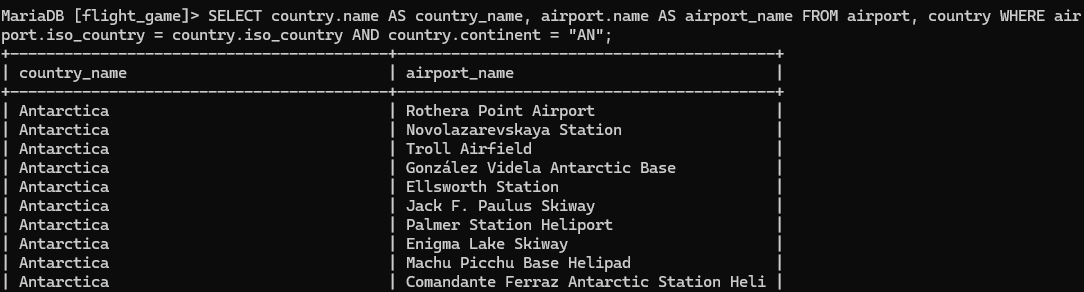 MariaDB [flight_game]> SELECT country.name AS country_name, airport.name AS airport_name FROM airport, country WHERE air
port.iso_country = country.iso_country AND country.continent = "AN";
+------------------------------------------+------------------------------------------+
| country_name | airport_name |
+------------------------------------------+------------------------------------------+
| Antarctica | Rothera Point Airport |
| Antarctica | Novolazarevskaya Station |
| Antarctica | Troll Airfield |
| Antarctica | González Videla Antarctic Base |
| Antarctica | Ellsworth Station |
| Antarctica | Jack F. Paulus Skiway |
| Antarctica | Palmer Station Heliport |
| Antarctica | Enigma Lake Skiway |
| Antarctica | Machu Picchu Base Helipad |
| Antarctica | Comandante Ferraz Antarctic Station Heli |